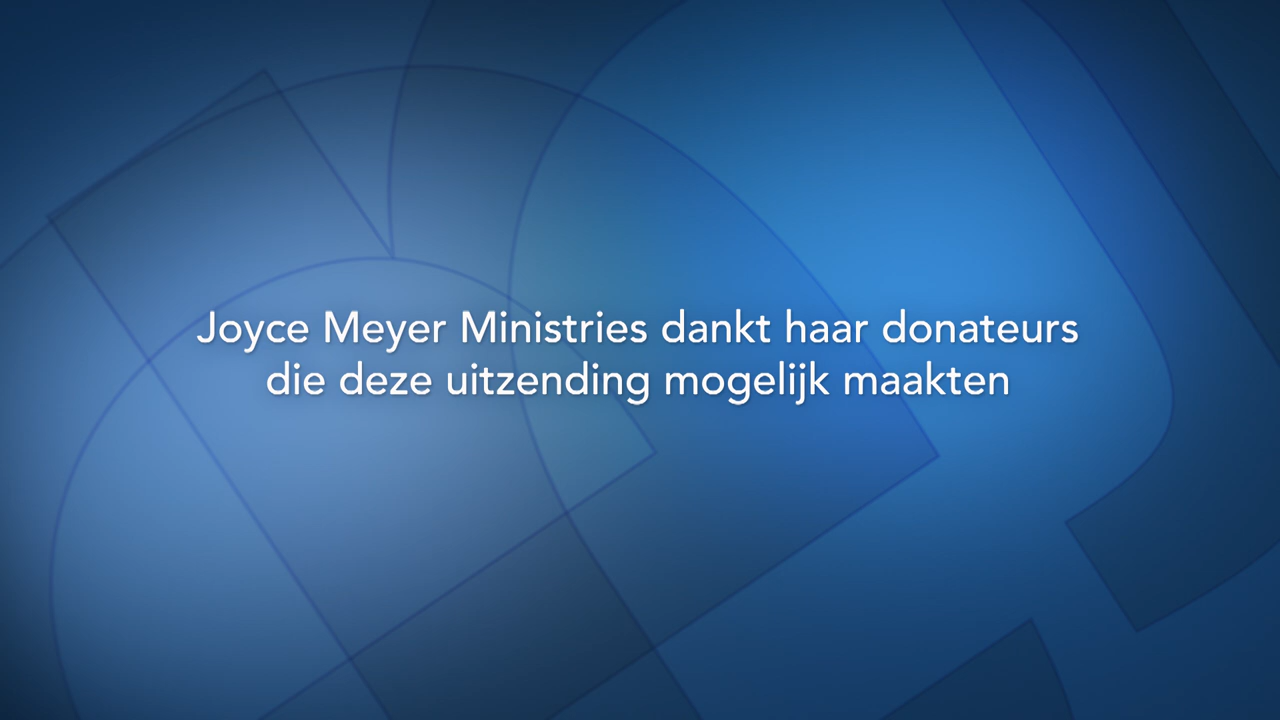 Joyce Meyer Ministries dankt haar donateurs
die deze uitzending mogelijk maakten